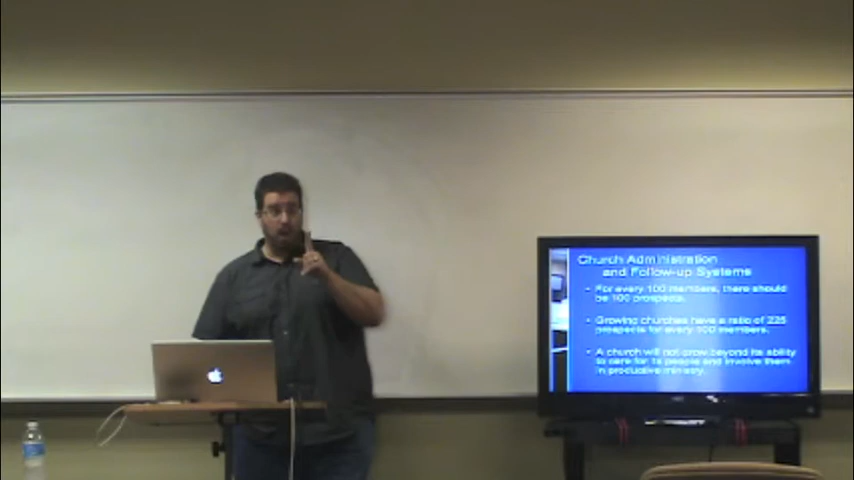 Church Administration
and Follow-up Systems
• For every 100 members, there should
be 100 prospects.
• Growing churches have a ratio of 225
prospects for every 100 members.
• A church will not grow beyond its ability
to care for its people and involve them
in productive ministry.